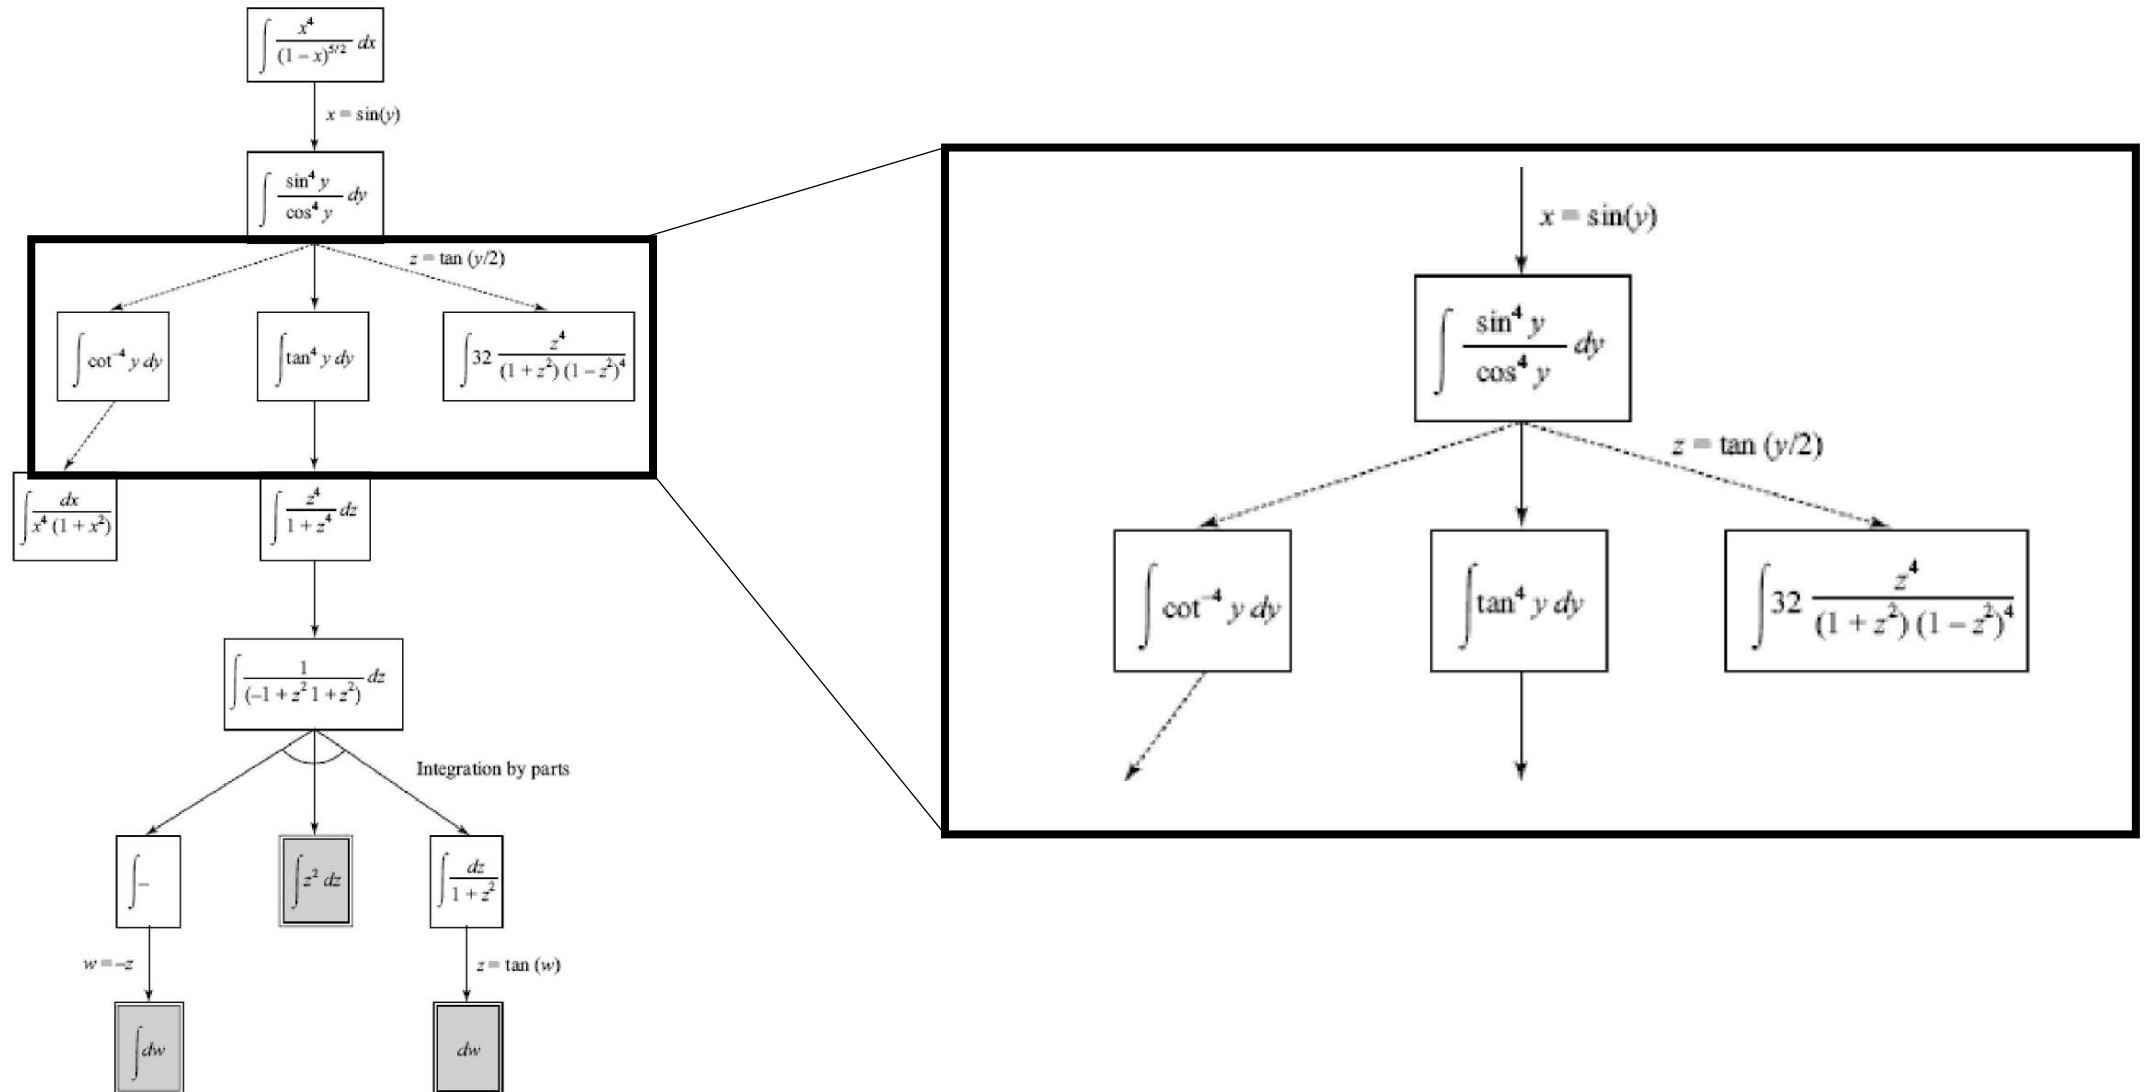 ∫ x⁴ / (1 – x)^5/2 dx
x = sin(y)
∫ sin⁴ y / cos⁴ y dy
z = tan (y/2)
∫ cot⁻⁴ y dy
∫ tan⁴ y dy
∫ 32 z⁴ / (1 + z²) (1 – z²)⁴
∫ dx / x⁴ (1 + x²)
∫ z⁴ / 1 + z⁴ dz
∫ 1 / (–1 + z² 1 + z²) dz
Integration by parts
∫ –
∫ z² dz
∫ dz / 1 + z²
w = –z
z = tan (w)
∫ dw
dw
x = sin(y)
∫ sin⁴ y / cos⁴ y dy
z = tan (y/2)
∫ cot⁻⁴ y dy
∫ tan⁴ y dy
∫ 32 z⁴ / (1 + z²) (1 – z²)⁴